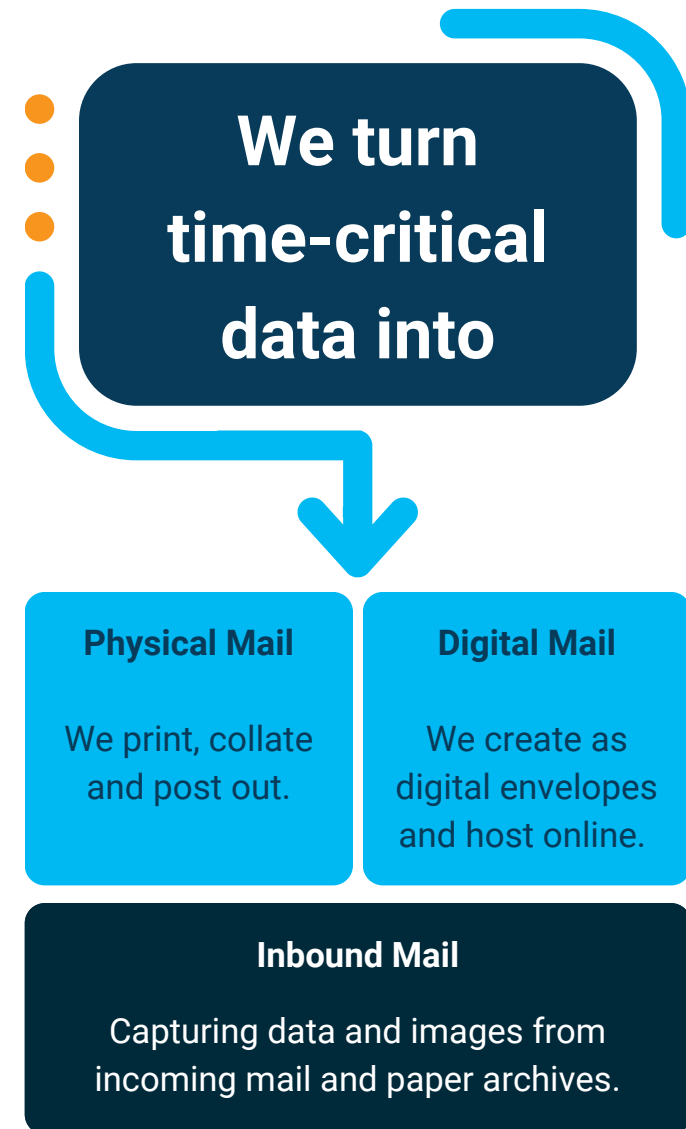 We turn
time-critical
data into
Physical Mail
We print, collate
and post out.
Digital Mail
We create as
digital envelopes
and host online.
Inbound Mail
Capturing data and images from
incoming mail and paper archives.